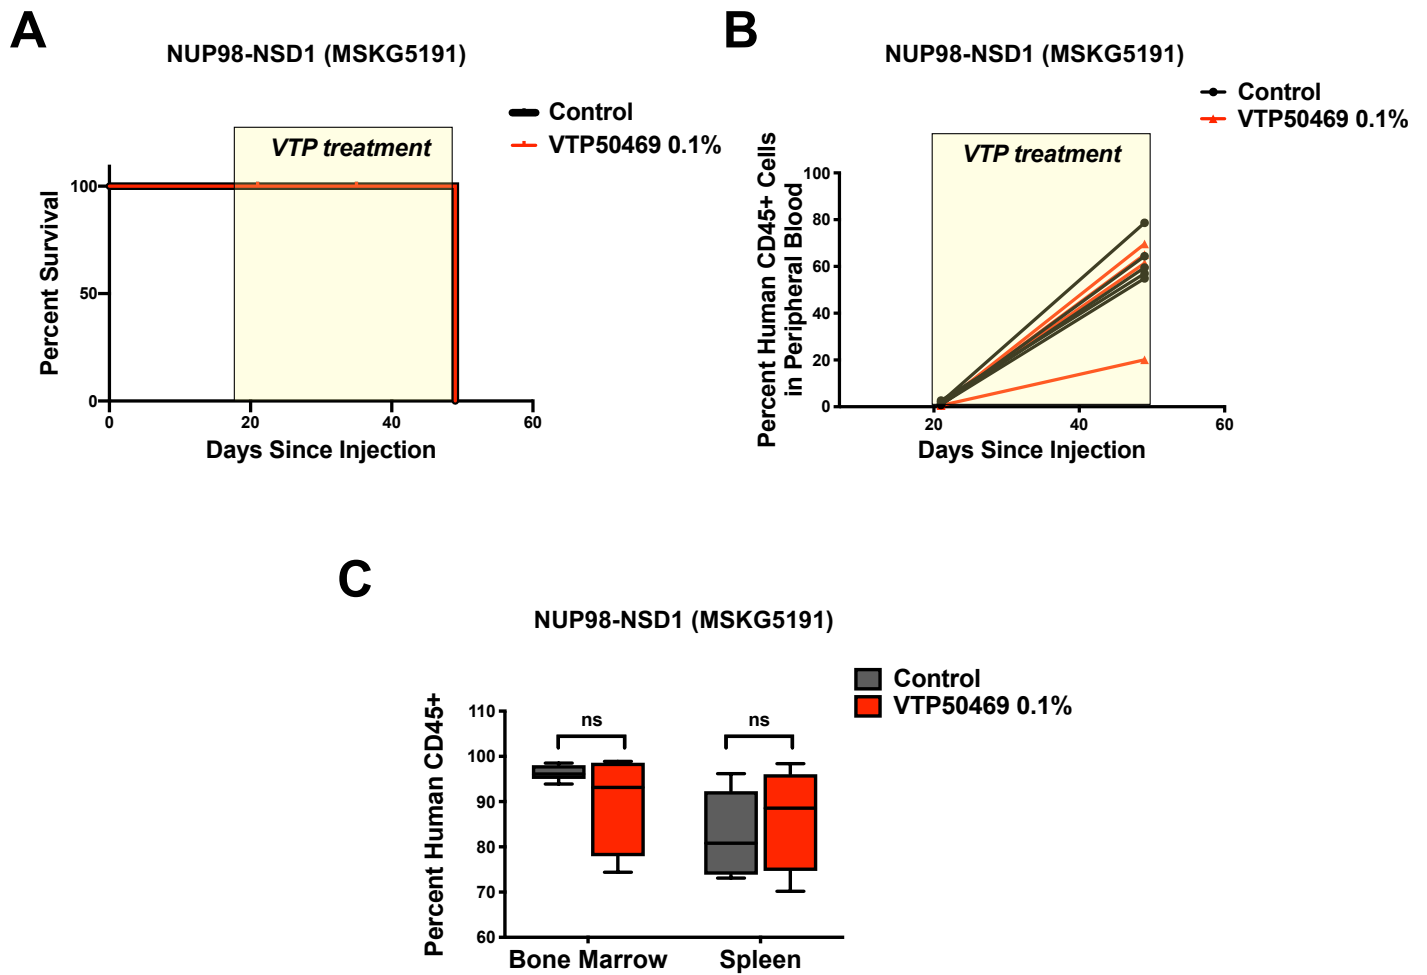 A
NUP98-NSD1 (MSKG5191)
Control
VTP50469 0.1%
VTP treatment
Percent Survival
100
50
0
0
20
40
60
Days Since Injection
B
NUP98-NSD1 (MSKG5191)
Control
VTP50469 0.1%
VTP treatment
Percent Human CD45+ Cells
in Peripheral Blood
100
80
60
40
20
0
20
40
60
Days Since Injection
C
NUP98-NSD1 (MSKG5191)
Control
VTP50469 0.1%
Percent Human CD45+
110
100
90
80
70
60
ns
ns
Bone Marrow
Spleen